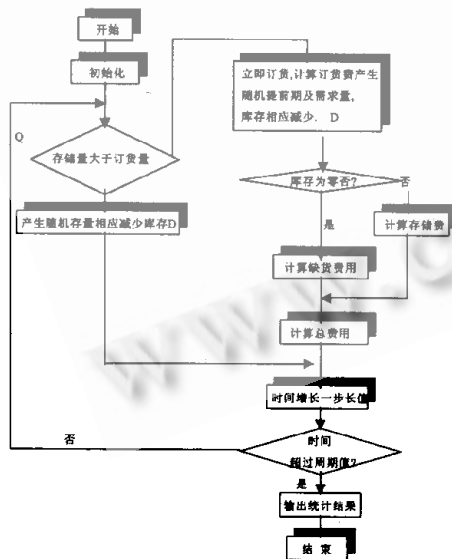 开始
初始化
Q
存储量大于订货量
产生随机存量相应减少库存D
立即订货,计算订货费产生
随机提前期及需求量,
库存相应减少. D
库存为零否?
否
是
计算存储费
计算缺货费用
计算总费用
时间增长一步长值
时间
超过周期值?
否
是
输出统计结果
结 束